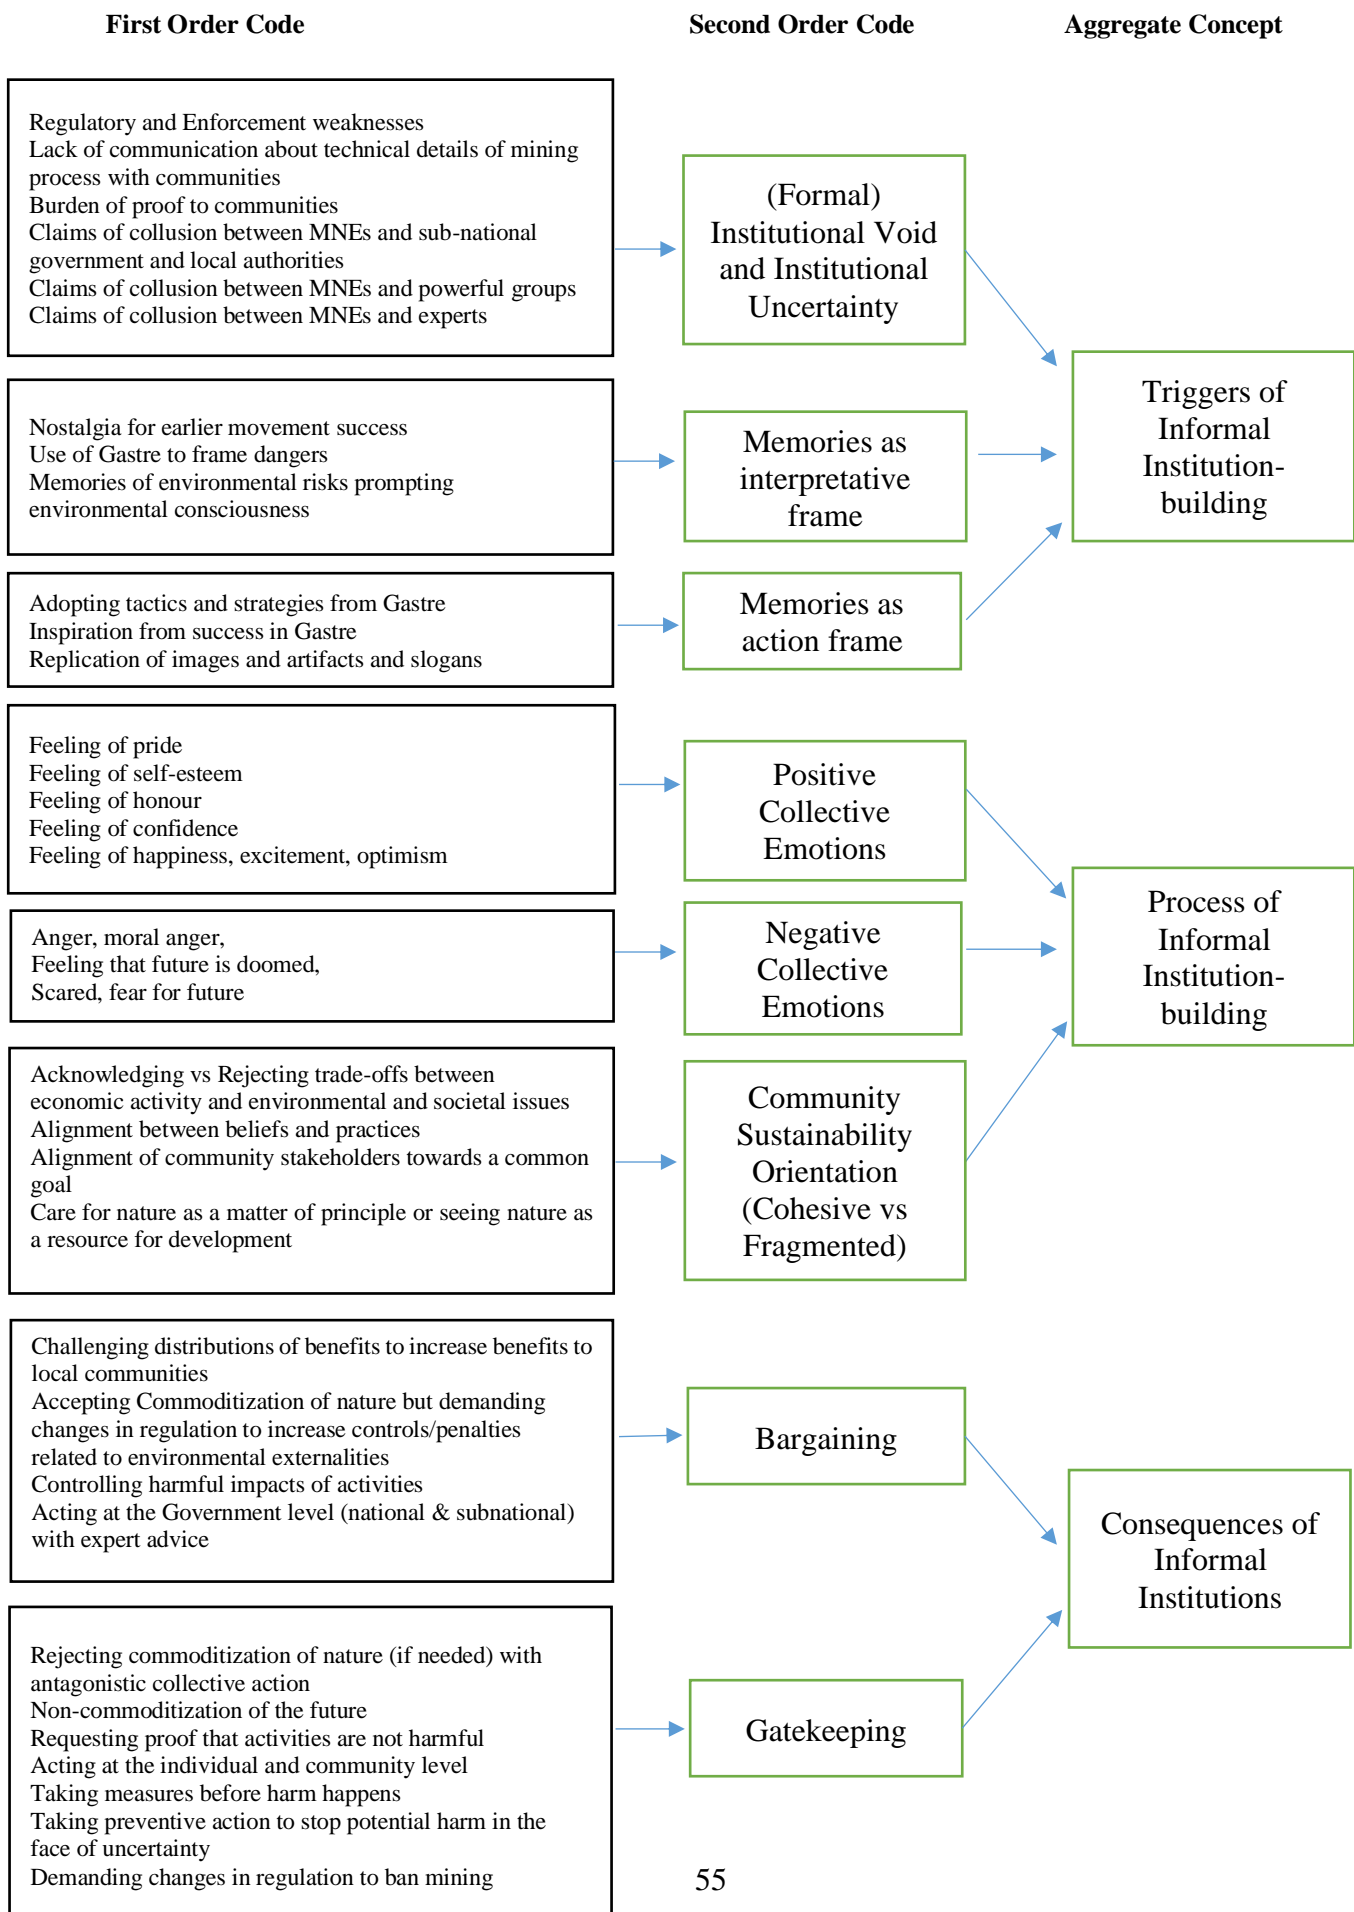 First Order Code
Second Order Code
Aggregate Concept
Regulatory and Enforcement weaknesses
Lack of communication about technical details of mining
process with communities
Burden of proof to communities
Claims of collusion between MNEs and sub-national
government and local authorities
Claims of collusion between MNEs and powerful groups
Claims of collusion between MNEs and experts
(Formal)
Institutional Void
and Institutional
Uncertainty
Nostalgia for earlier movement success
Use of Gastre to frame dangers
Memories of environmental risks prompting
environmental consciousness
Memories as
interpretative
frame
Triggers of
Informal
Institution-
building
Adopting tactics and strategies from Gastre
Inspiration from success in Gastre
Replication of images and artifacts and slogans
Memories as
action frame
Feeling of pride
Feeling of self-esteem
Feeling of honour
Feeling of confidence
Feeling of happiness, excitement, optimism
Positive
Collective
Emotions
Anger, moral anger,
Feeling that future is doomed,
Scared, fear for future
Negative
Collective
Emotions
Process of
Informal
Institution-
building
Acknowledging vs Rejecting trade-offs between
economic activity and environmental and societal issues
Alignment between beliefs and practices
Alignment of community stakeholders towards a common
goal
Care for nature as a matter of principle or seeing nature as
a resource for development
Community
Sustainability
Orientation
(Cohesive vs
Fragmented)
Challenging distributions of benefits to increase benefits to
local communities
Accepting Commoditization of nature but demanding
changes in regulation to increase controls/penalties
related to environmental externalities
Controlling harmful impacts of activities
Acting at the Government level (national & subnational)
with expert advice
Bargaining
Consequences of
Informal
Institutions
Rejecting commoditization of nature (if needed) with
antagonistic collective action
Non-commoditization of the future
Requesting proof that activities are not harmful
Acting at the individual and community level
Taking measures before harm happens
Taking preventive action to stop potential harm in the
face of uncertainty
Demanding changes in regulation to ban mining
Gatekeeping
55